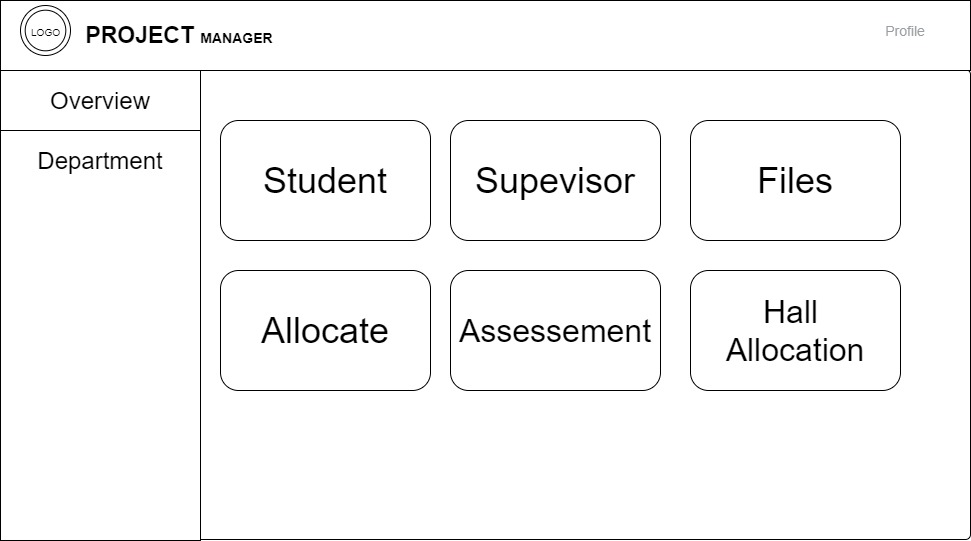 LOGO
PROJECT MANAGER
Profile
Overview
Department
Student
Supevisor
Files
Allocate
Assessement
Hall
Allocation